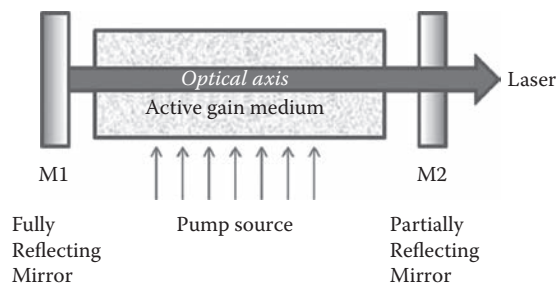 Optical axis
Laser
Active gain medium
M1
M2
Fully
Reflecting
Mirror
Pump source
Partially
Reflecting
Mirror